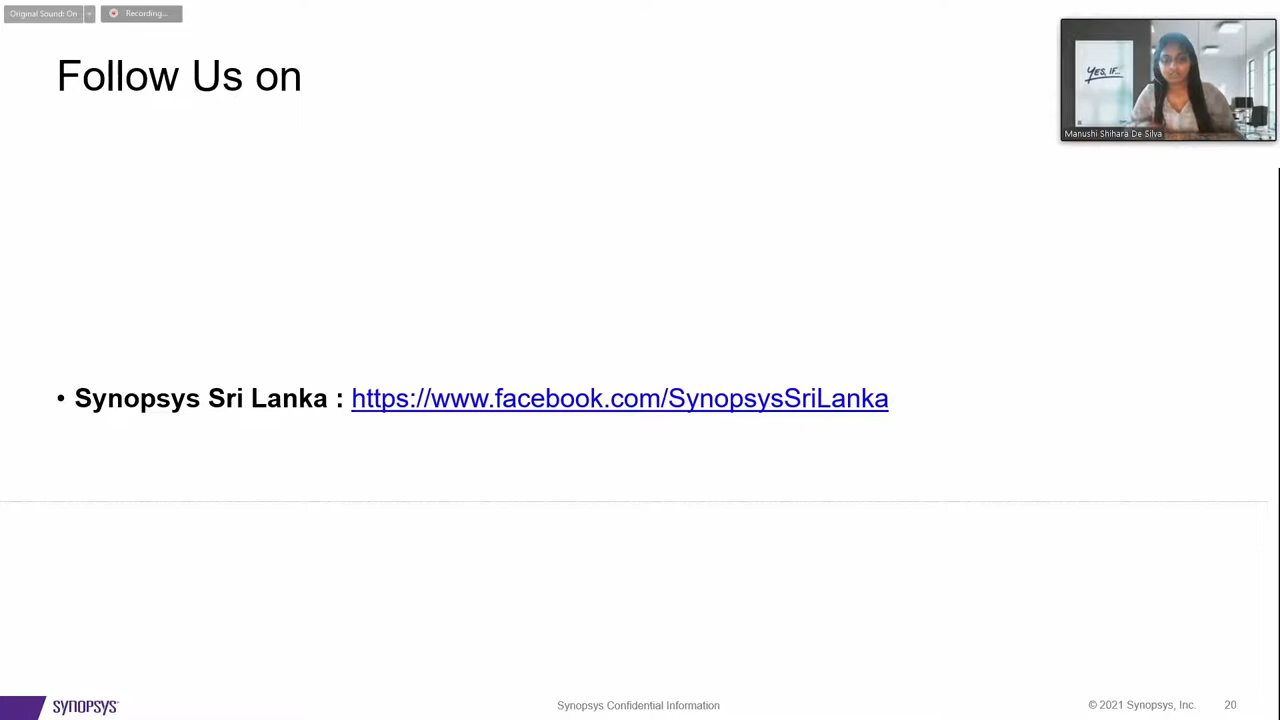 Original Sound: On
Recording...
Follow Us on
YES, IF...
Manushi Shihara De Silva
• Synopsys Sri Lanka : https://www.facebook.com/SynopsysSriLanka
SYNOPSYS®
Synopsys Confidential Information
© 2021 Synopsys, Inc.
20